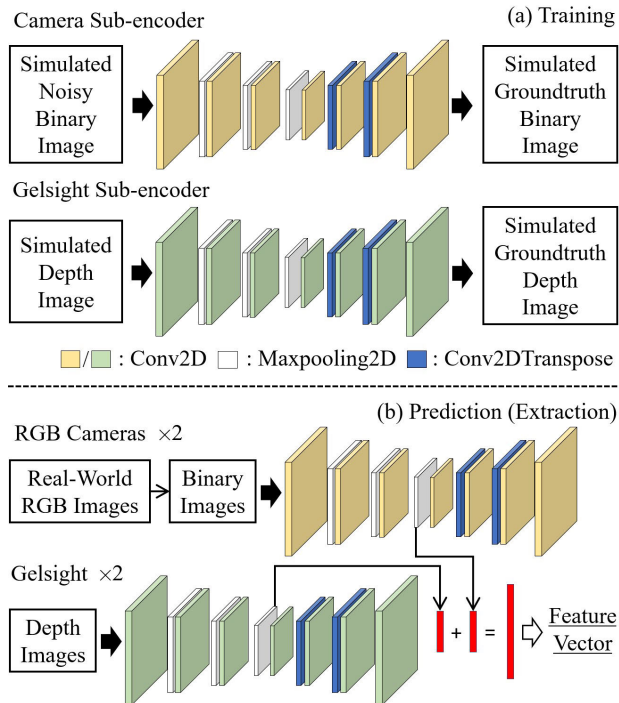 Camera Sub-encoder
(a) Training
Simulated
Noisy
Binary
Image
Simulated
Groundtruth
Binary
Image
Gelsight Sub-encoder
Simulated
Depth
Image
Simulated
Groundtruth
Depth
Image
/ : Conv2D : Maxpooling2D : Conv2DTranspose
(b) Prediction (Extraction)
RGB Cameras ×2
Real-World
RGB Images
Binary
Images
Gelsight ×2
Depth
Images
+ =
Feature
Vector